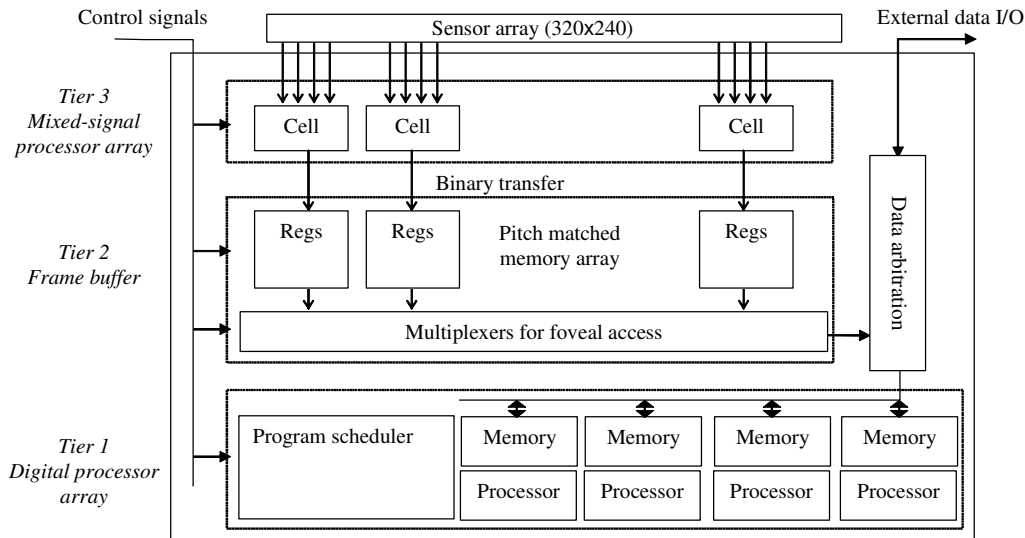 Control signals
Sensor array (320x240)
External data I/O
Tier 3
Mixed-signal
processor array
Cell
Cell
Cell
Binary transfer
Tier 2
Frame buffer
Regs
Regs
Pitch matched
memory array
Regs
Data arbitration
Multiplexers for foveal access
Tier 1
Digital processor
array
Program scheduler
Memory
Memory
Memory
Memory
Processor
Processor
Processor
Processor